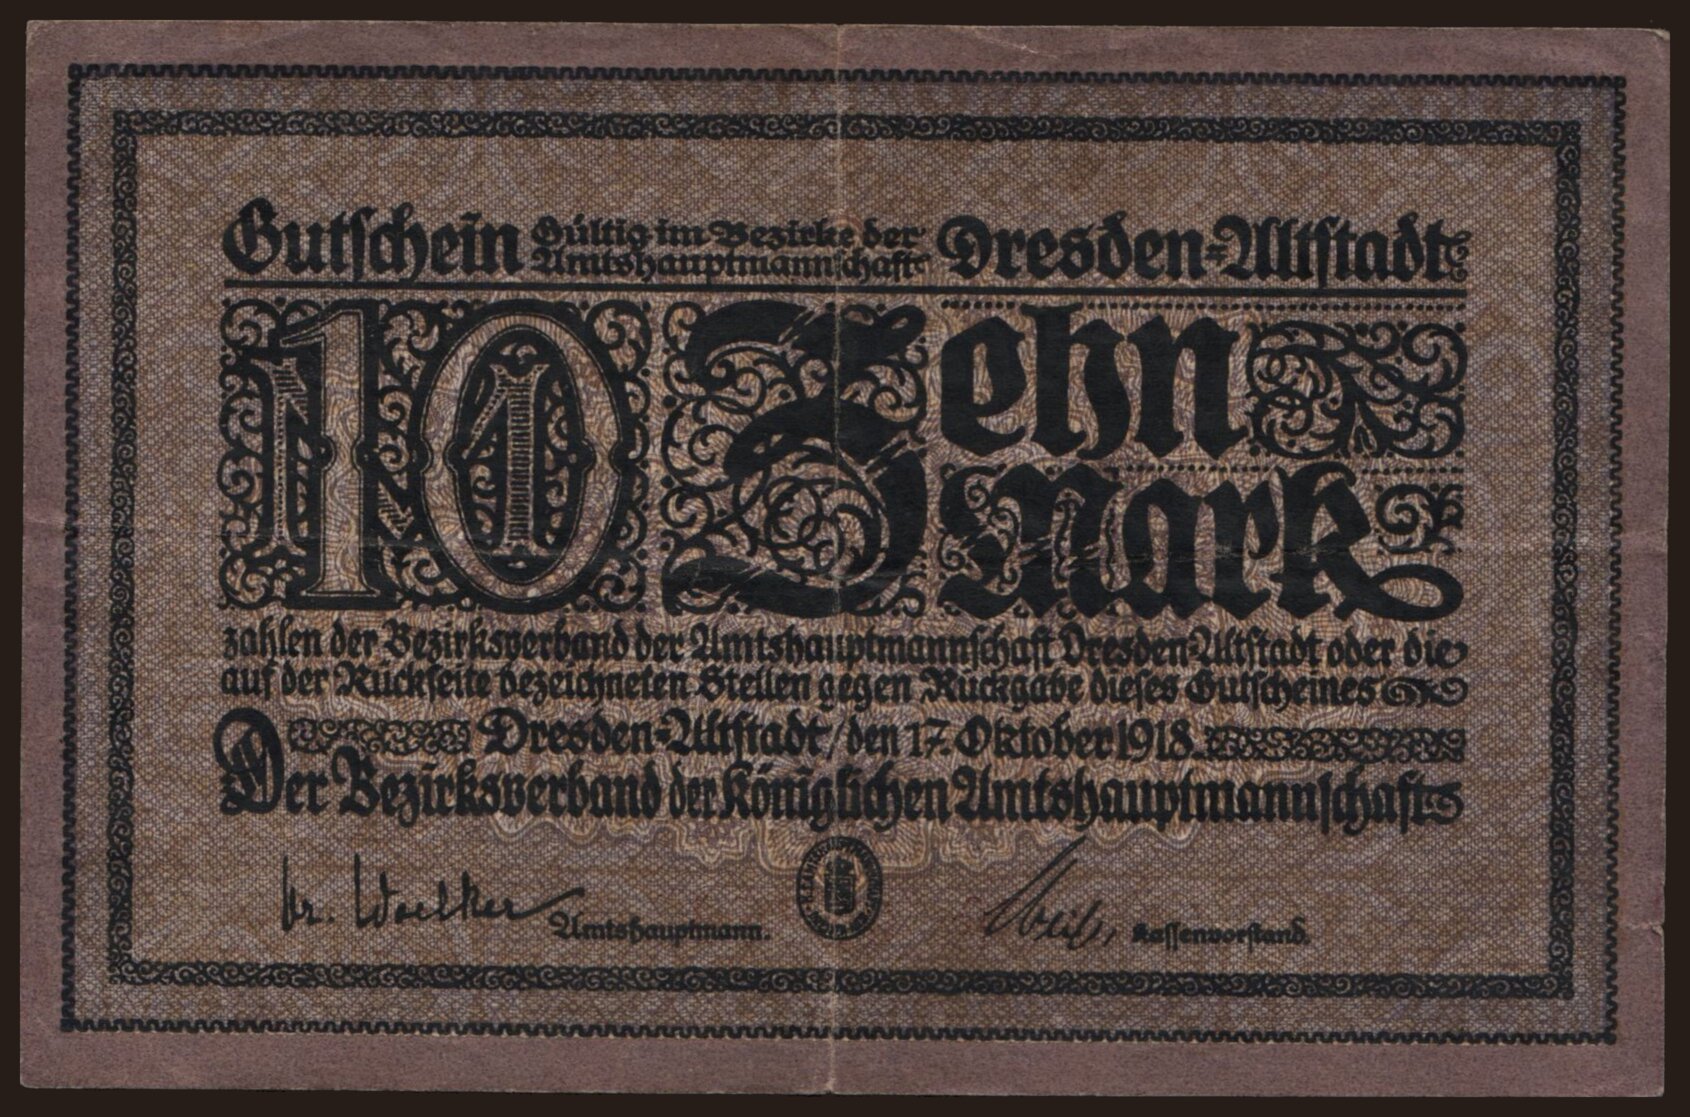 Gutschein Gültig im Bezirke der Amtshauptmannschaft Dresden-Altstadt
10 Zehn
Mark
zahlen der Bezirksverband der Amtshauptmannschaft Dresden-Altstadt oder die
auf der Rückseite bezeichneten Stellen gegen Rückgabe dieses Gutscheines
Dresden-Altstadt, den 17. Oktober 1918.
Der Bezirksverband der Königlichen Amtshauptmannschaft
Amtshauptmann.
Kassenvorstand.